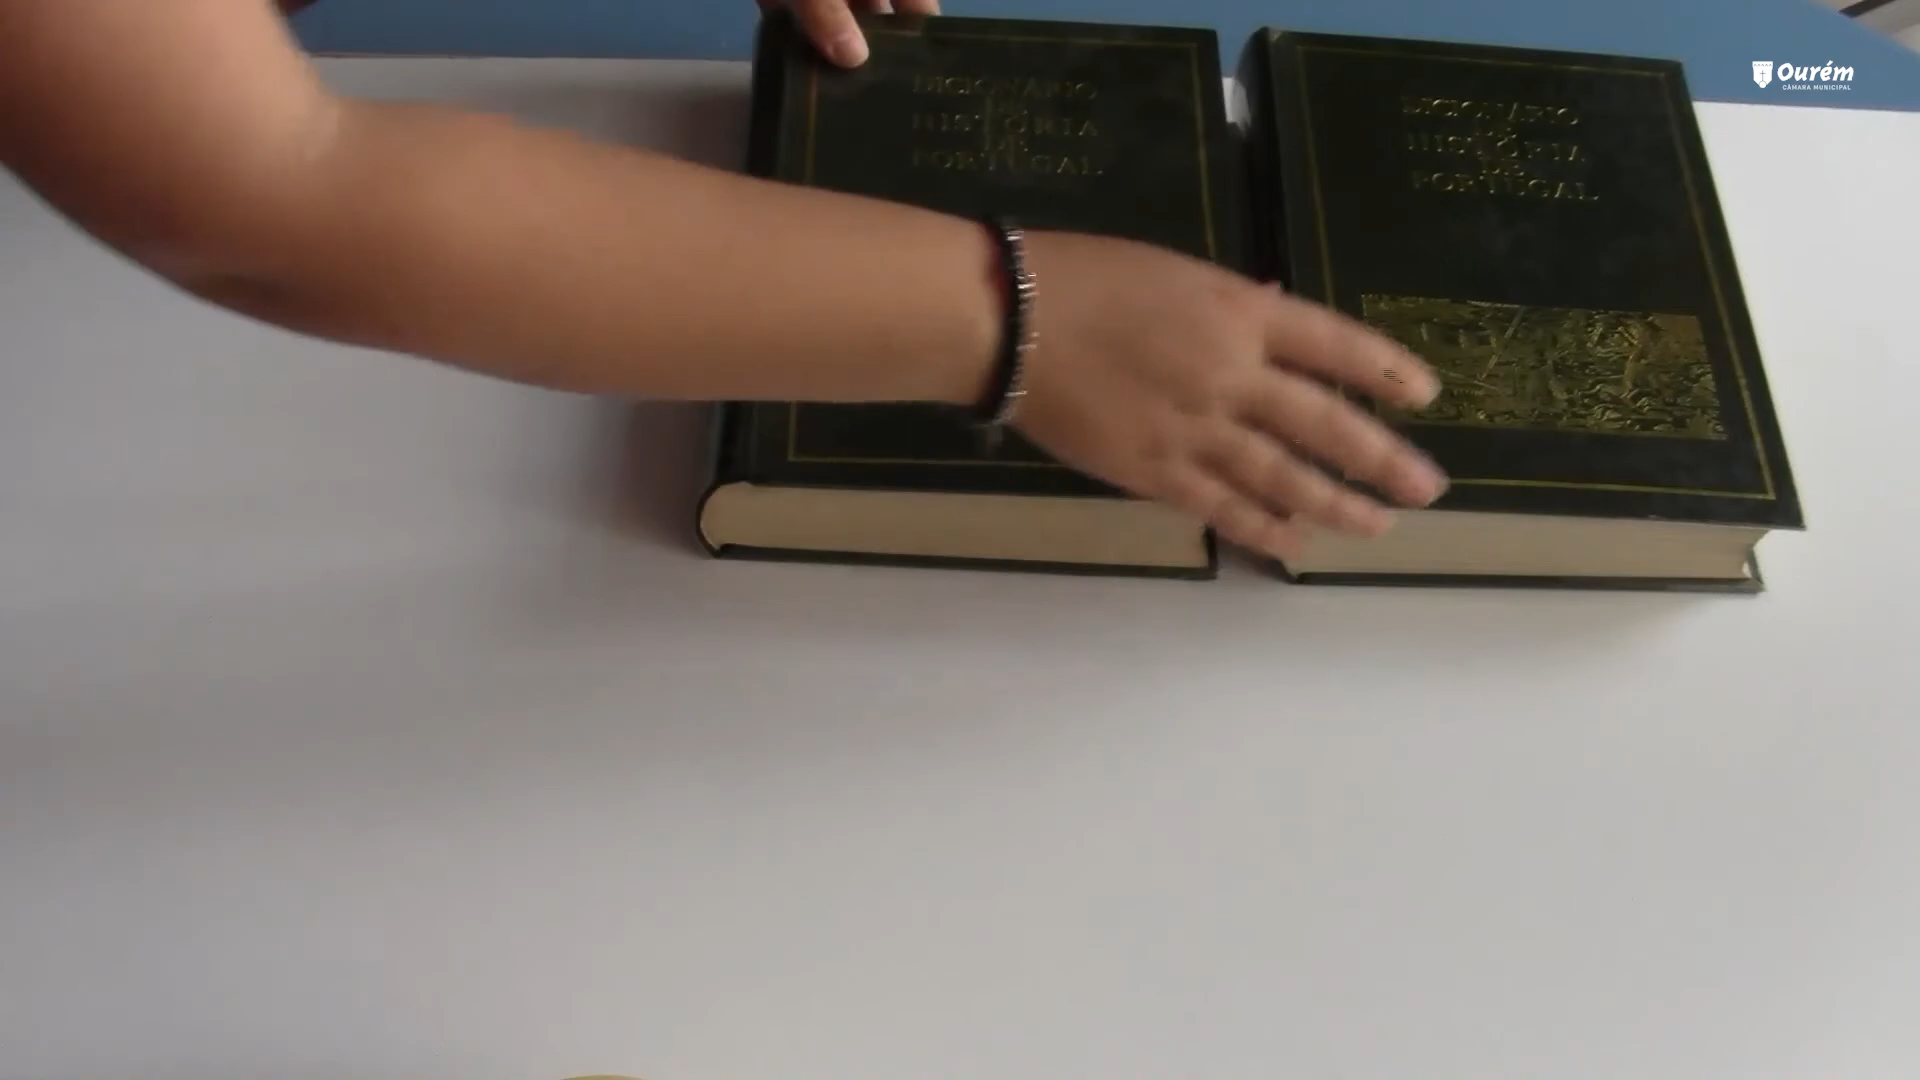 DICIONÁRIO
DE
HISTÓRIA
DE
PORTUGAL
DICIONÁRIO
DE
HISTÓRIA
DE
PORTUGAL
Ourém
CÂMARA MUNICIPAL